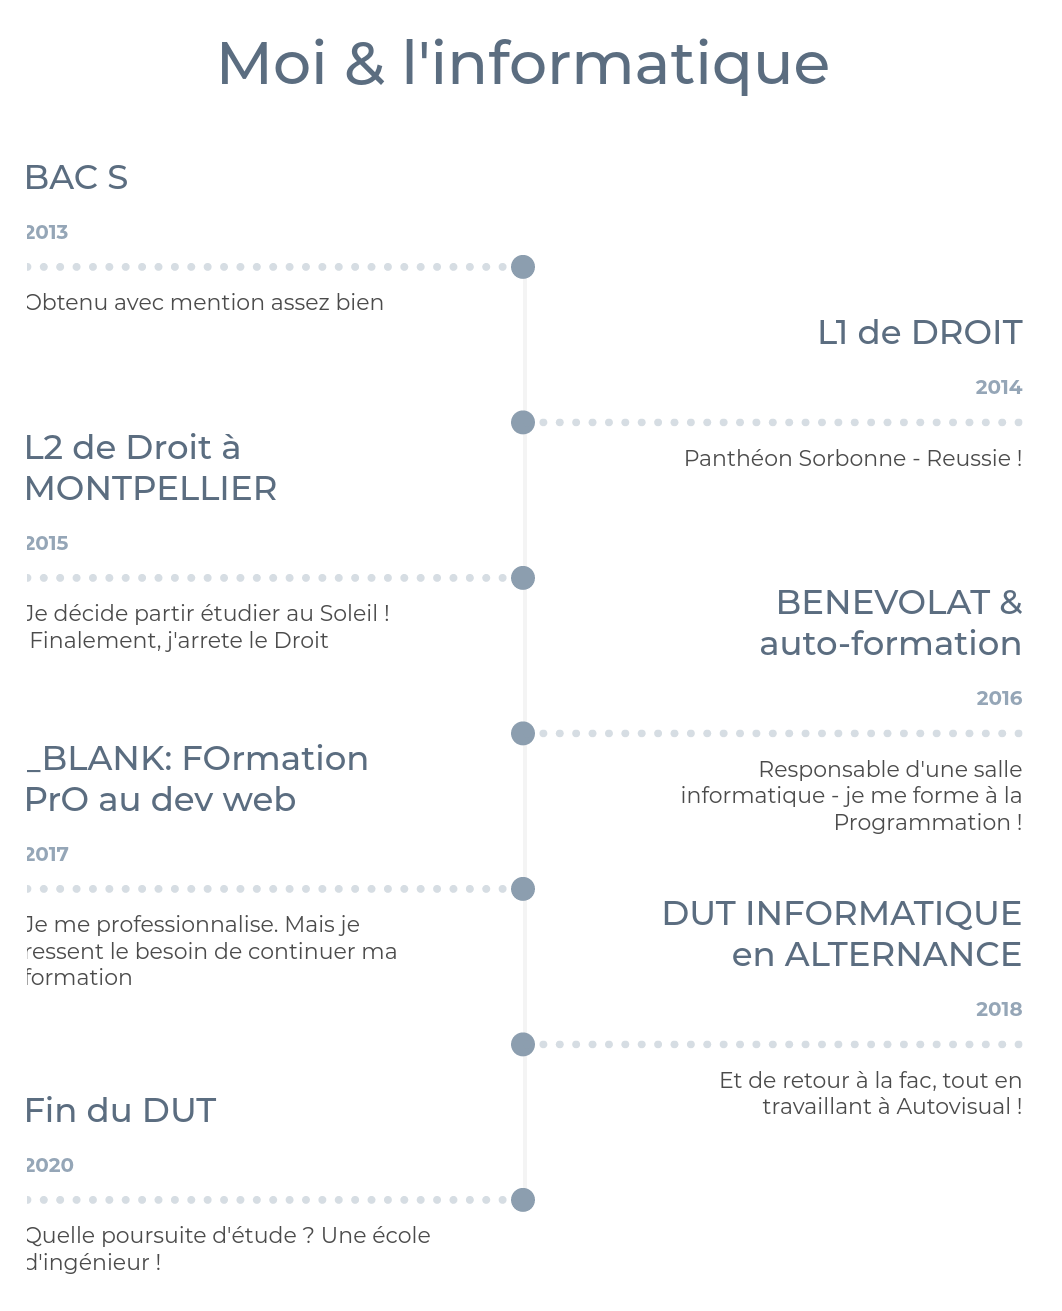 Moi & l'informatique
BAC S
2013
Obtenu avec mention assez bien
L1 de DROIT
2014
Panthéon Sorbonne - Reussie !
L2 de Droit à
MONTPELLIER
2015
Je décide partir étudier au Soleil !
Finalement, j'arrete le Droit
BENEVOLAT &
auto-formation
2016
Responsable d'une salle
informatique - je me forme à la
Programmation !
_BLANK: FOrmation
PrO au dev web
2017
Je me professionnalise. Mais je
ressent le besoin de continuer ma
formation
DUT INFORMATIQUE
en ALTERNANCE
2018
Et de retour à la fac, tout en
travaillant à Autovisual !
Fin du DUT
2020
Quelle poursuite d'étude ? Une école
d'ingénieur !